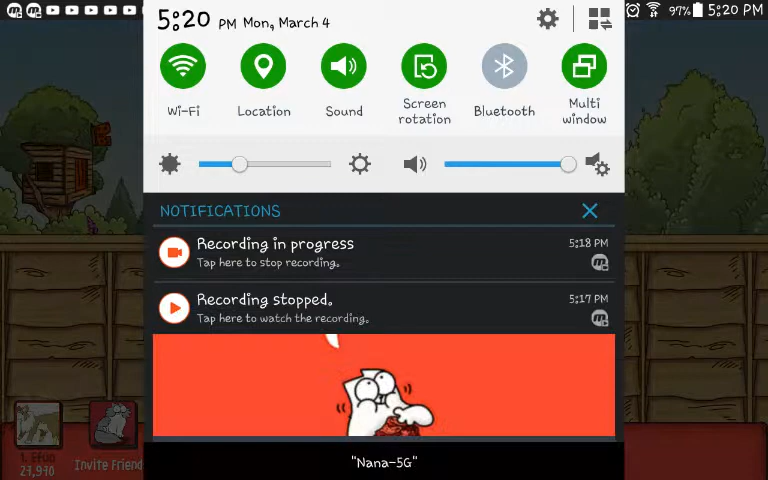 5:20 PM Mon, March 4
97% 5:20 PM
Wi-Fi
Location
Sound
Screen
rotation
Bluetooth
Multi
window
NOTIFICATIONS
Recording in progress
5:18 PM
Tap here to stop recording.
Recording stopped.
5:17 PM
Tap here to watch the recording.
23,930
Invite Friend
"Nana-5G"